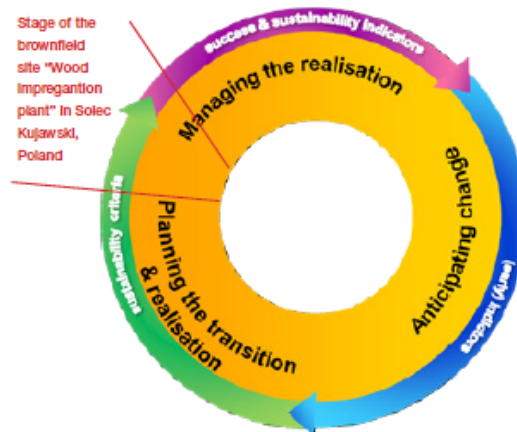 Stage of the
brownfield
site "Wood
Impregantion
plant" in Solec
Kujawski,
Poland
success & sustainability indicators
Managing the realisation
Anticipating change
(early) indicators
Planning the transition
& realisation
sustainability criteria